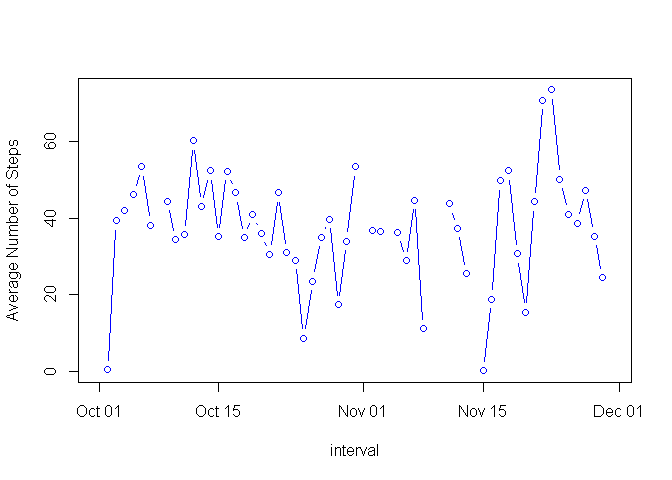 Average Number of Steps
60
40
20
0
Oct 01
Oct 15
Nov 01
Nov 15
Dec 01
interval